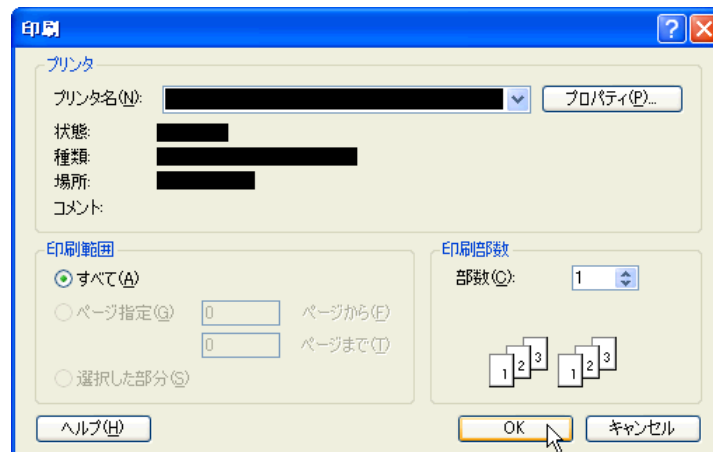 印刷
プリンタ
プリンタ名(N):
プロパティ(P)...
状態:
種類:
場所:
コメント:
印刷範囲
すべて(A)
ページ指定(G) 0 ページから(F)
0 ページまで(T)
選択した部分(S)
印刷部数
部数(C): 1
1 2 3 1 2 3
ヘルプ(H)
OK
キャンセル